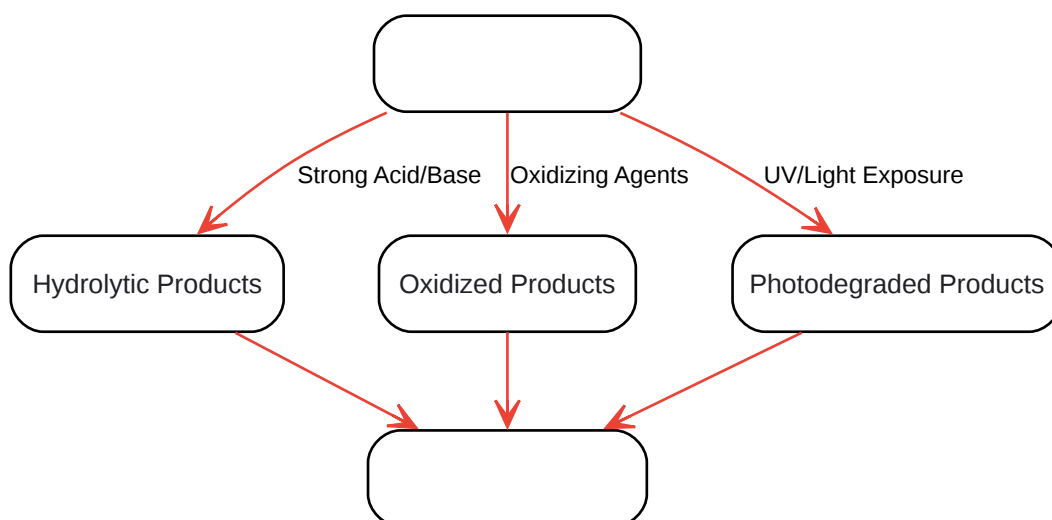 Strong Acid/Base
Oxidizing Agents
UV/Light Exposure
Hydrolytic Products
Oxidized Products
Photodegraded Products